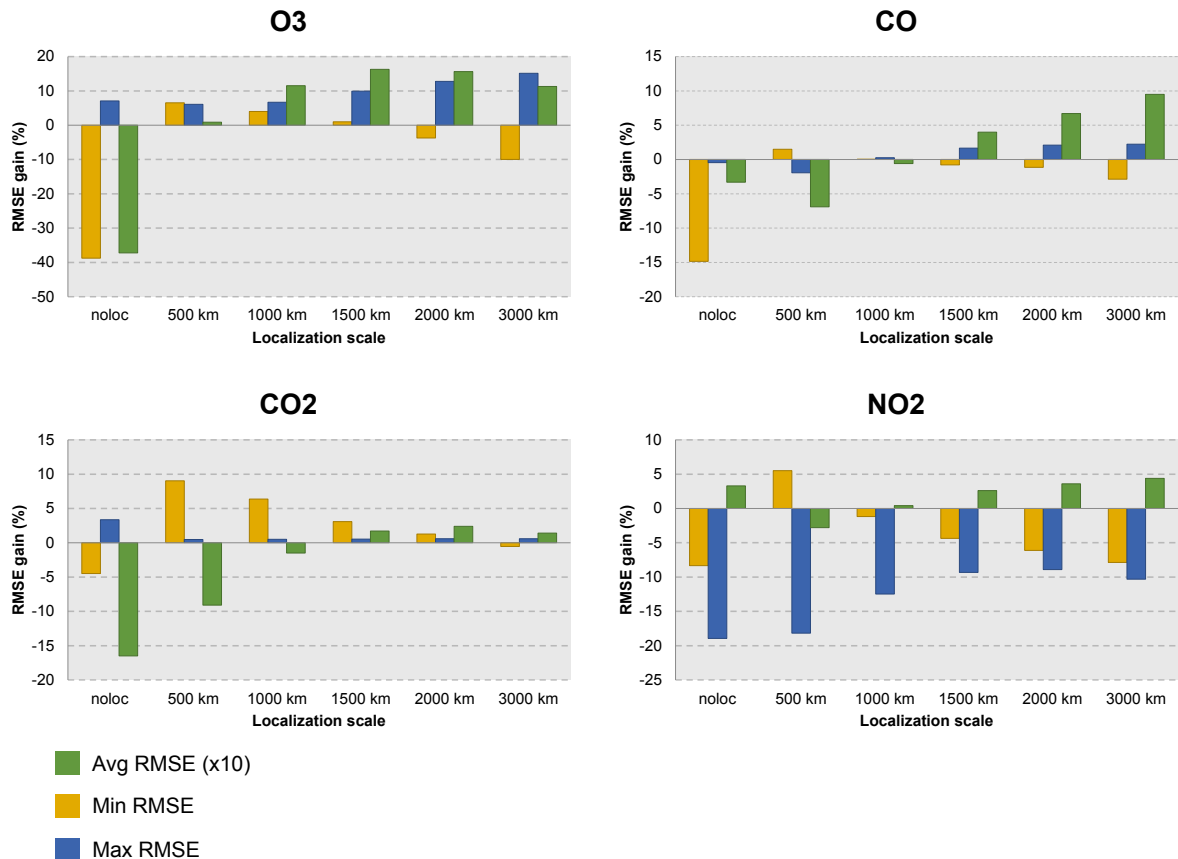 O3
20
10
0
-10
-20
-30
-40
-50
RMSE gain (%)
noloc 500 km 1000 km 1500 km 2000 km 3000 km
Localization scale
CO
15
10
5
0
-5
-10
-15
-20
RMSE gain (%)
noloc 500 km 1000 km 1500 km 2000 km 3000 km
Localization scale
CO2
15
10
5
0
-5
-10
-15
-20
RMSE gain (%)
noloc 500 km 1000 km 1500 km 2000 km 3000 km
Localization scale
NO2
10
5
0
-5
-10
-15
-20
-25
RMSE gain (%)
noloc 500 km 1000 km 1500 km 2000 km 3000 km
Localization scale
Avg RMSE (x10)
Min RMSE
Max RMSE